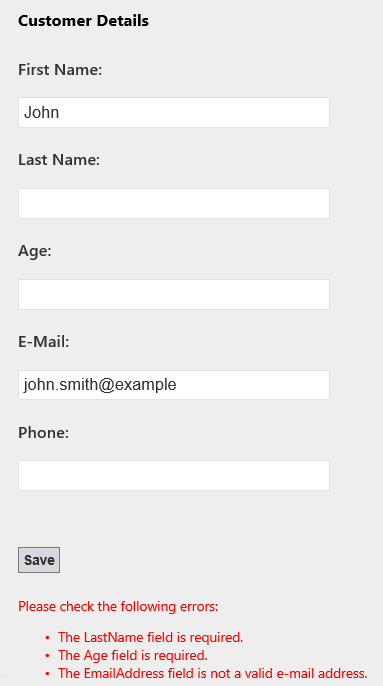 Customer Details
First Name:
John
Last Name:
Age:
E-Mail:
john.smith@example
Phone:
Save
Please check the following errors:
• The LastName field is required.
• The Age field is required.
• The EmailAddress field is not a valid e-mail address.